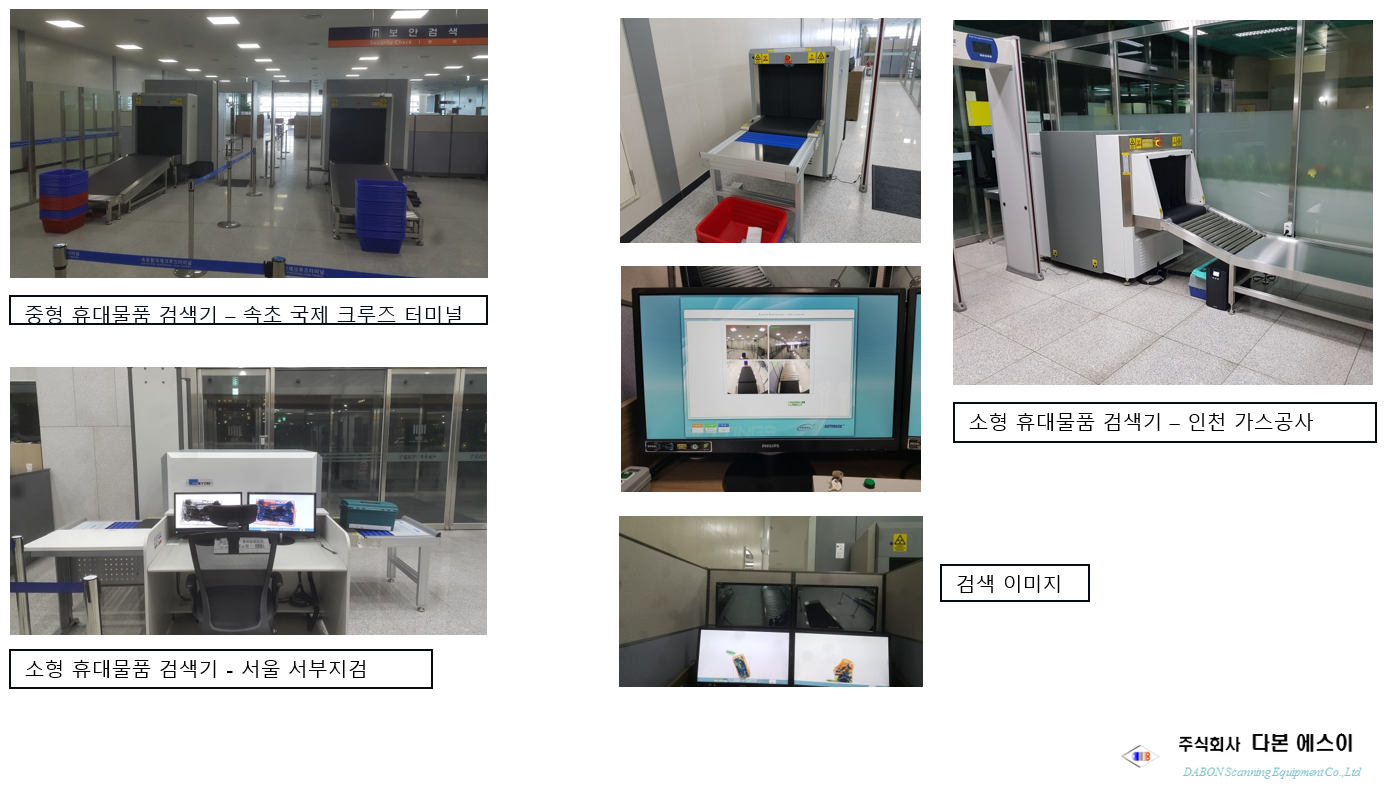 보 안 검 색
Security Check
중형 휴대물품 검색기 – 속초 국제 크루즈 터미널
소형 휴대물품 검색기 - 서울 서부지검
PHILIPS
소형 휴대물품 검색기 – 인천 가스공사
검색 이미지
주식회사 다본 에스이
DABON Scanning Equipment Co., Ltd